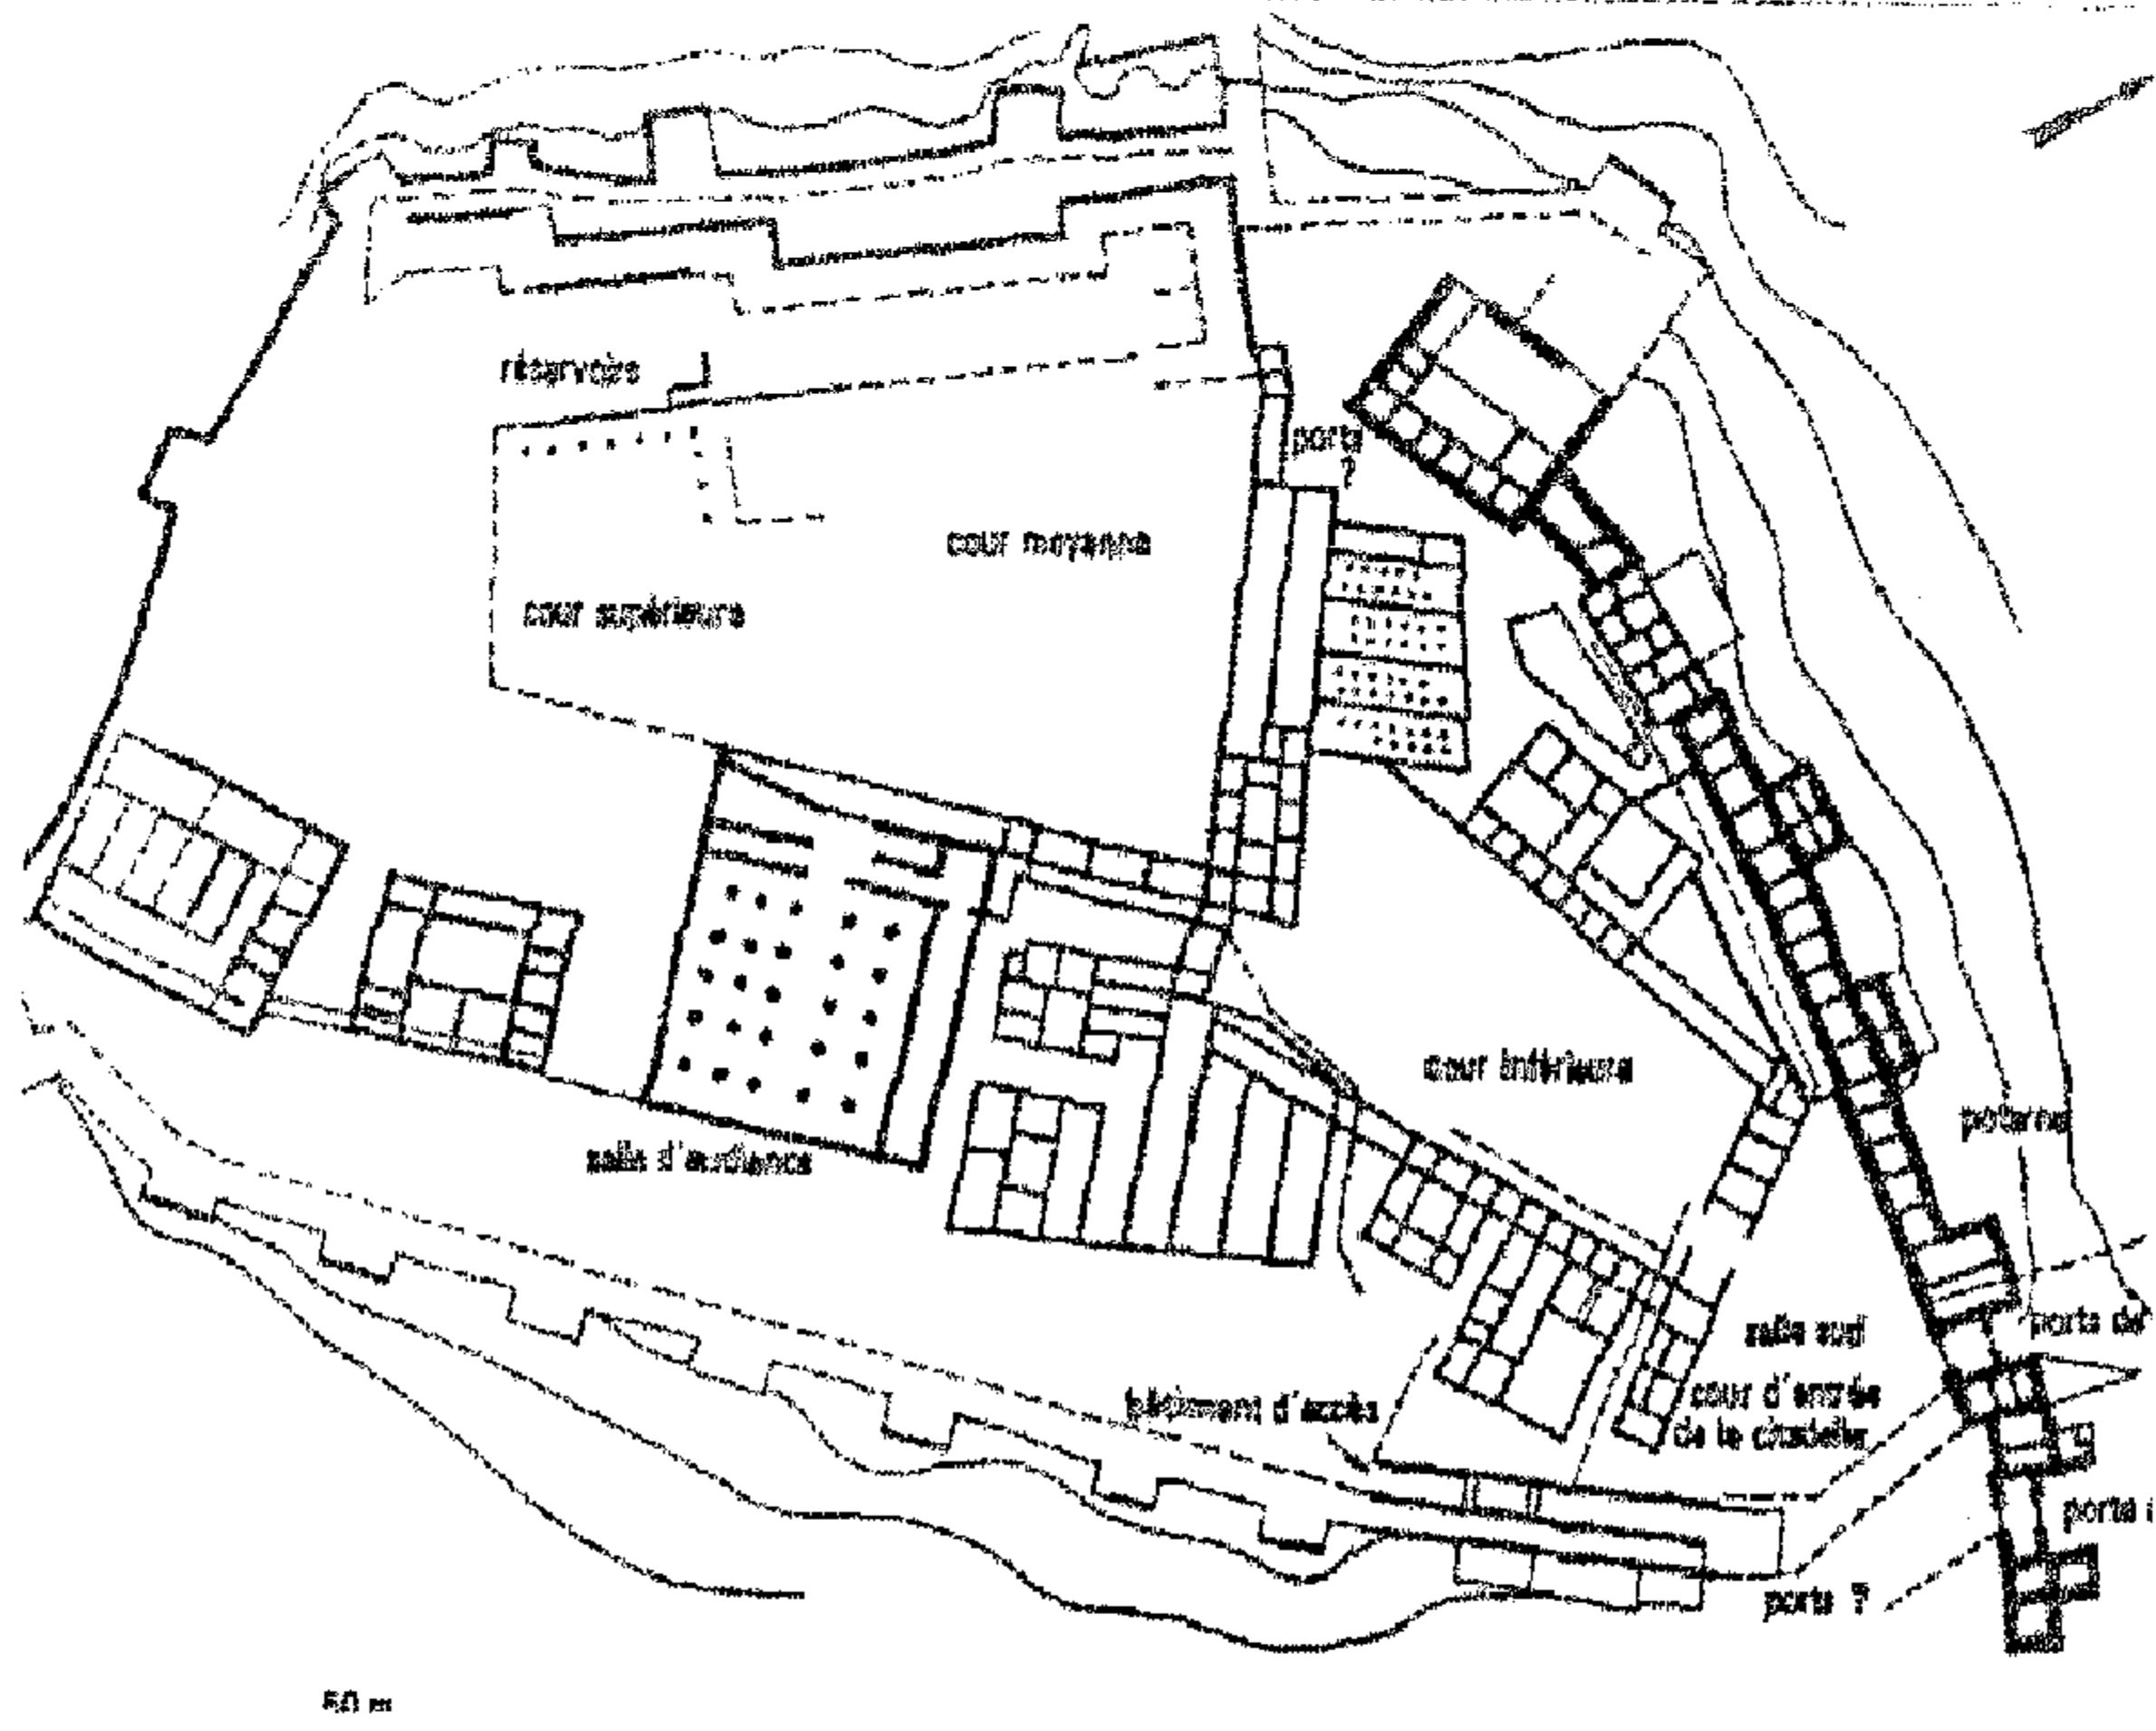 réservoirs
porte
?
cour moyenne
cour supérieure
cour inférieure
poterne
salle d'audience
porte de
salle sud
bâtiment d'accès
cour d'entrée
de la citadelle
porte
porte ?
50 m